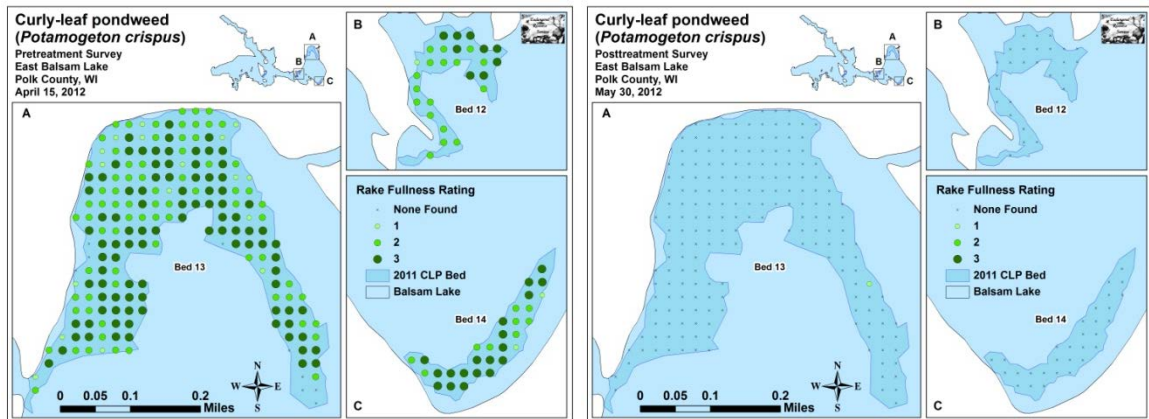 Curly-leaf pondweed
(Potamogeton crispus)
Pretreatment Survey
East Balsam Lake
Polk County, WI
April 15, 2012
A
B
C
A
Bed 13
0 0.05 0.1 0.2
Miles
N
W E
S
B
Bed 12
Rake Fullness Rating
None Found
1
2
3
2011 CLP Bed
Balsam Lake
Bed 14
C
Curly-leaf pondweed
(Potamogeton crispus)
Posttreatment Survey
East Balsam Lake
Polk County, WI
May 30, 2012
A
B
C
A
Bed 13
0 0.05 0.1 0.2
Miles
N
W E
S
B
Bed 12
Rake Fullness Rating
None Found
1
2
3
2011 CLP Bed
Balsam Lake
Bed 14
C